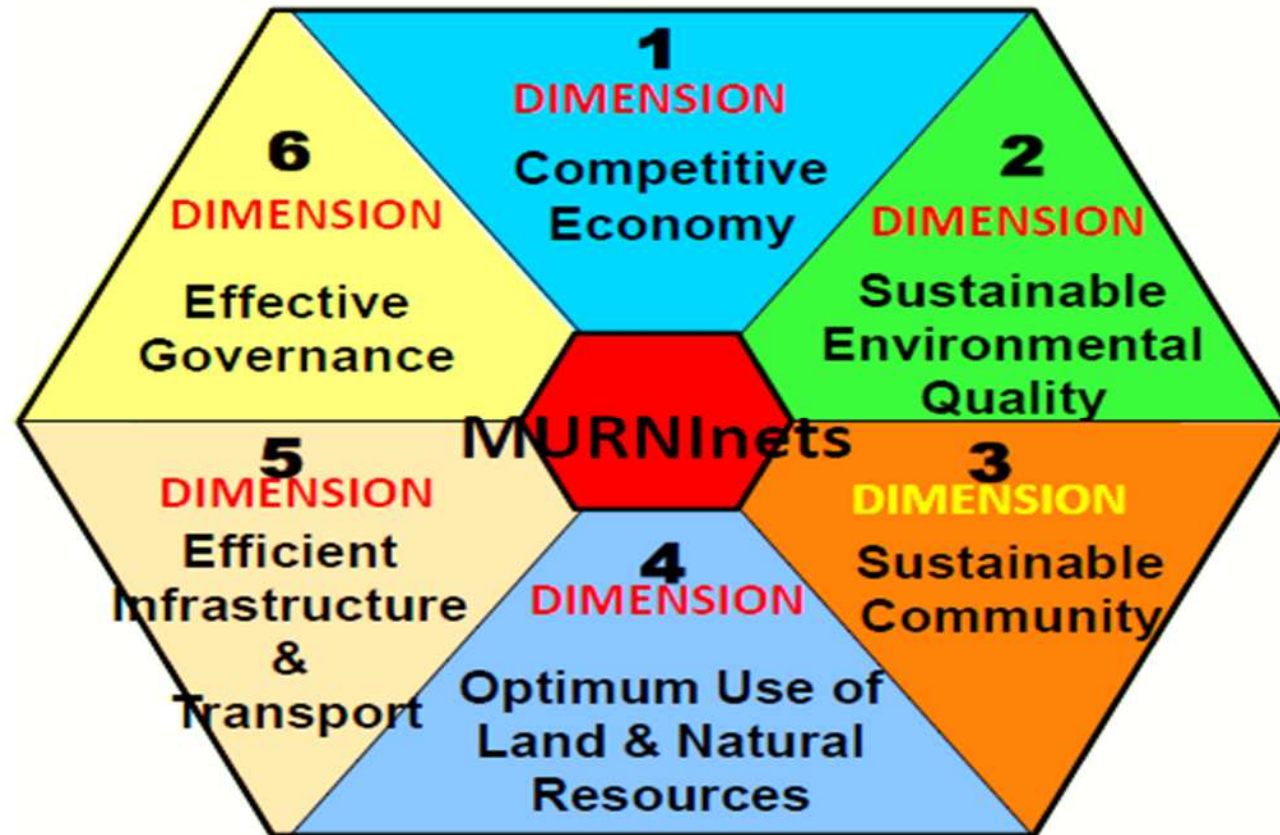 1
DIMENSION
Competitive
Economy
2
DIMENSION
Sustainable
Environmental
Quality
3
DIMENSION
Sustainable
Community
4
DIMENSION
Optimum Use of
Land & Natural
Resources
5
DIMENSION
Efficient
Infrastructure
&
Transport
6
DIMENSION
Effective
Governance
MURNInets